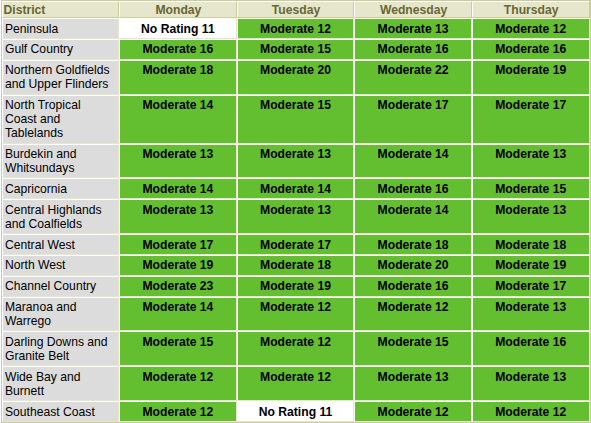 District Monday Tuesday Wednesday Thursday
Peninsula No Rating 11 Moderate 12 Moderate 13 Moderate 12
Gulf Country Moderate 16 Moderate 15 Moderate 16 Moderate 16
Northern Goldfields Moderate 18 Moderate 20 Moderate 22 Moderate 19
and Upper Flinders
North Tropical Moderate 14 Moderate 15 Moderate 17 Moderate 17
Coast and
Tablelands
Burdekin and Moderate 13 Moderate 13 Moderate 14 Moderate 13
Whitsundays
Capricornia Moderate 14 Moderate 14 Moderate 16 Moderate 15
Central Highlands Moderate 13 Moderate 13 Moderate 14 Moderate 13
and Coalfields
Central West Moderate 17 Moderate 17 Moderate 18 Moderate 18
North West Moderate 19 Moderate 18 Moderate 20 Moderate 19
Channel Country Moderate 23 Moderate 19 Moderate 16 Moderate 17
Maranoa and Moderate 14 Moderate 12 Moderate 12 Moderate 13
Warrego
Darling Downs and Moderate 15 Moderate 12 Moderate 15 Moderate 16
Granite Belt
Wide Bay and Moderate 12 Moderate 12 Moderate 13 Moderate 13
Burnett
Southeast Coast Moderate 12 No Rating 11 Moderate 12 Moderate 12